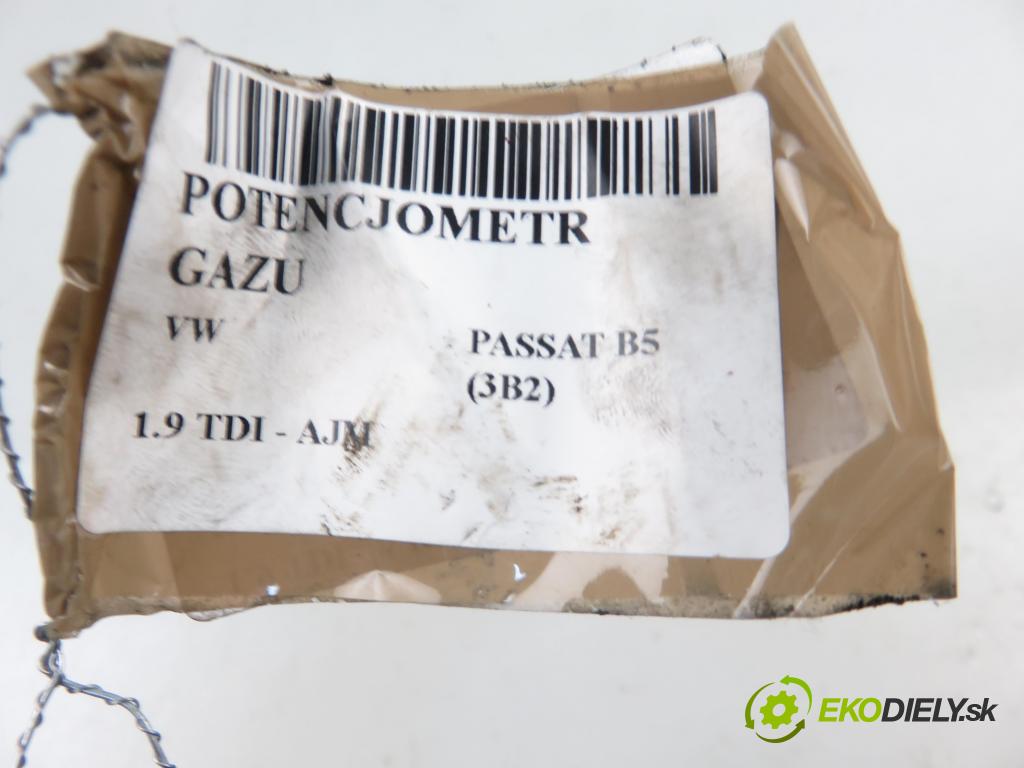 POTENCJOMETR
GAZU
VW PASSAT B5
(3B2)
1.9 TDI - AJM
EKODIELY.sk